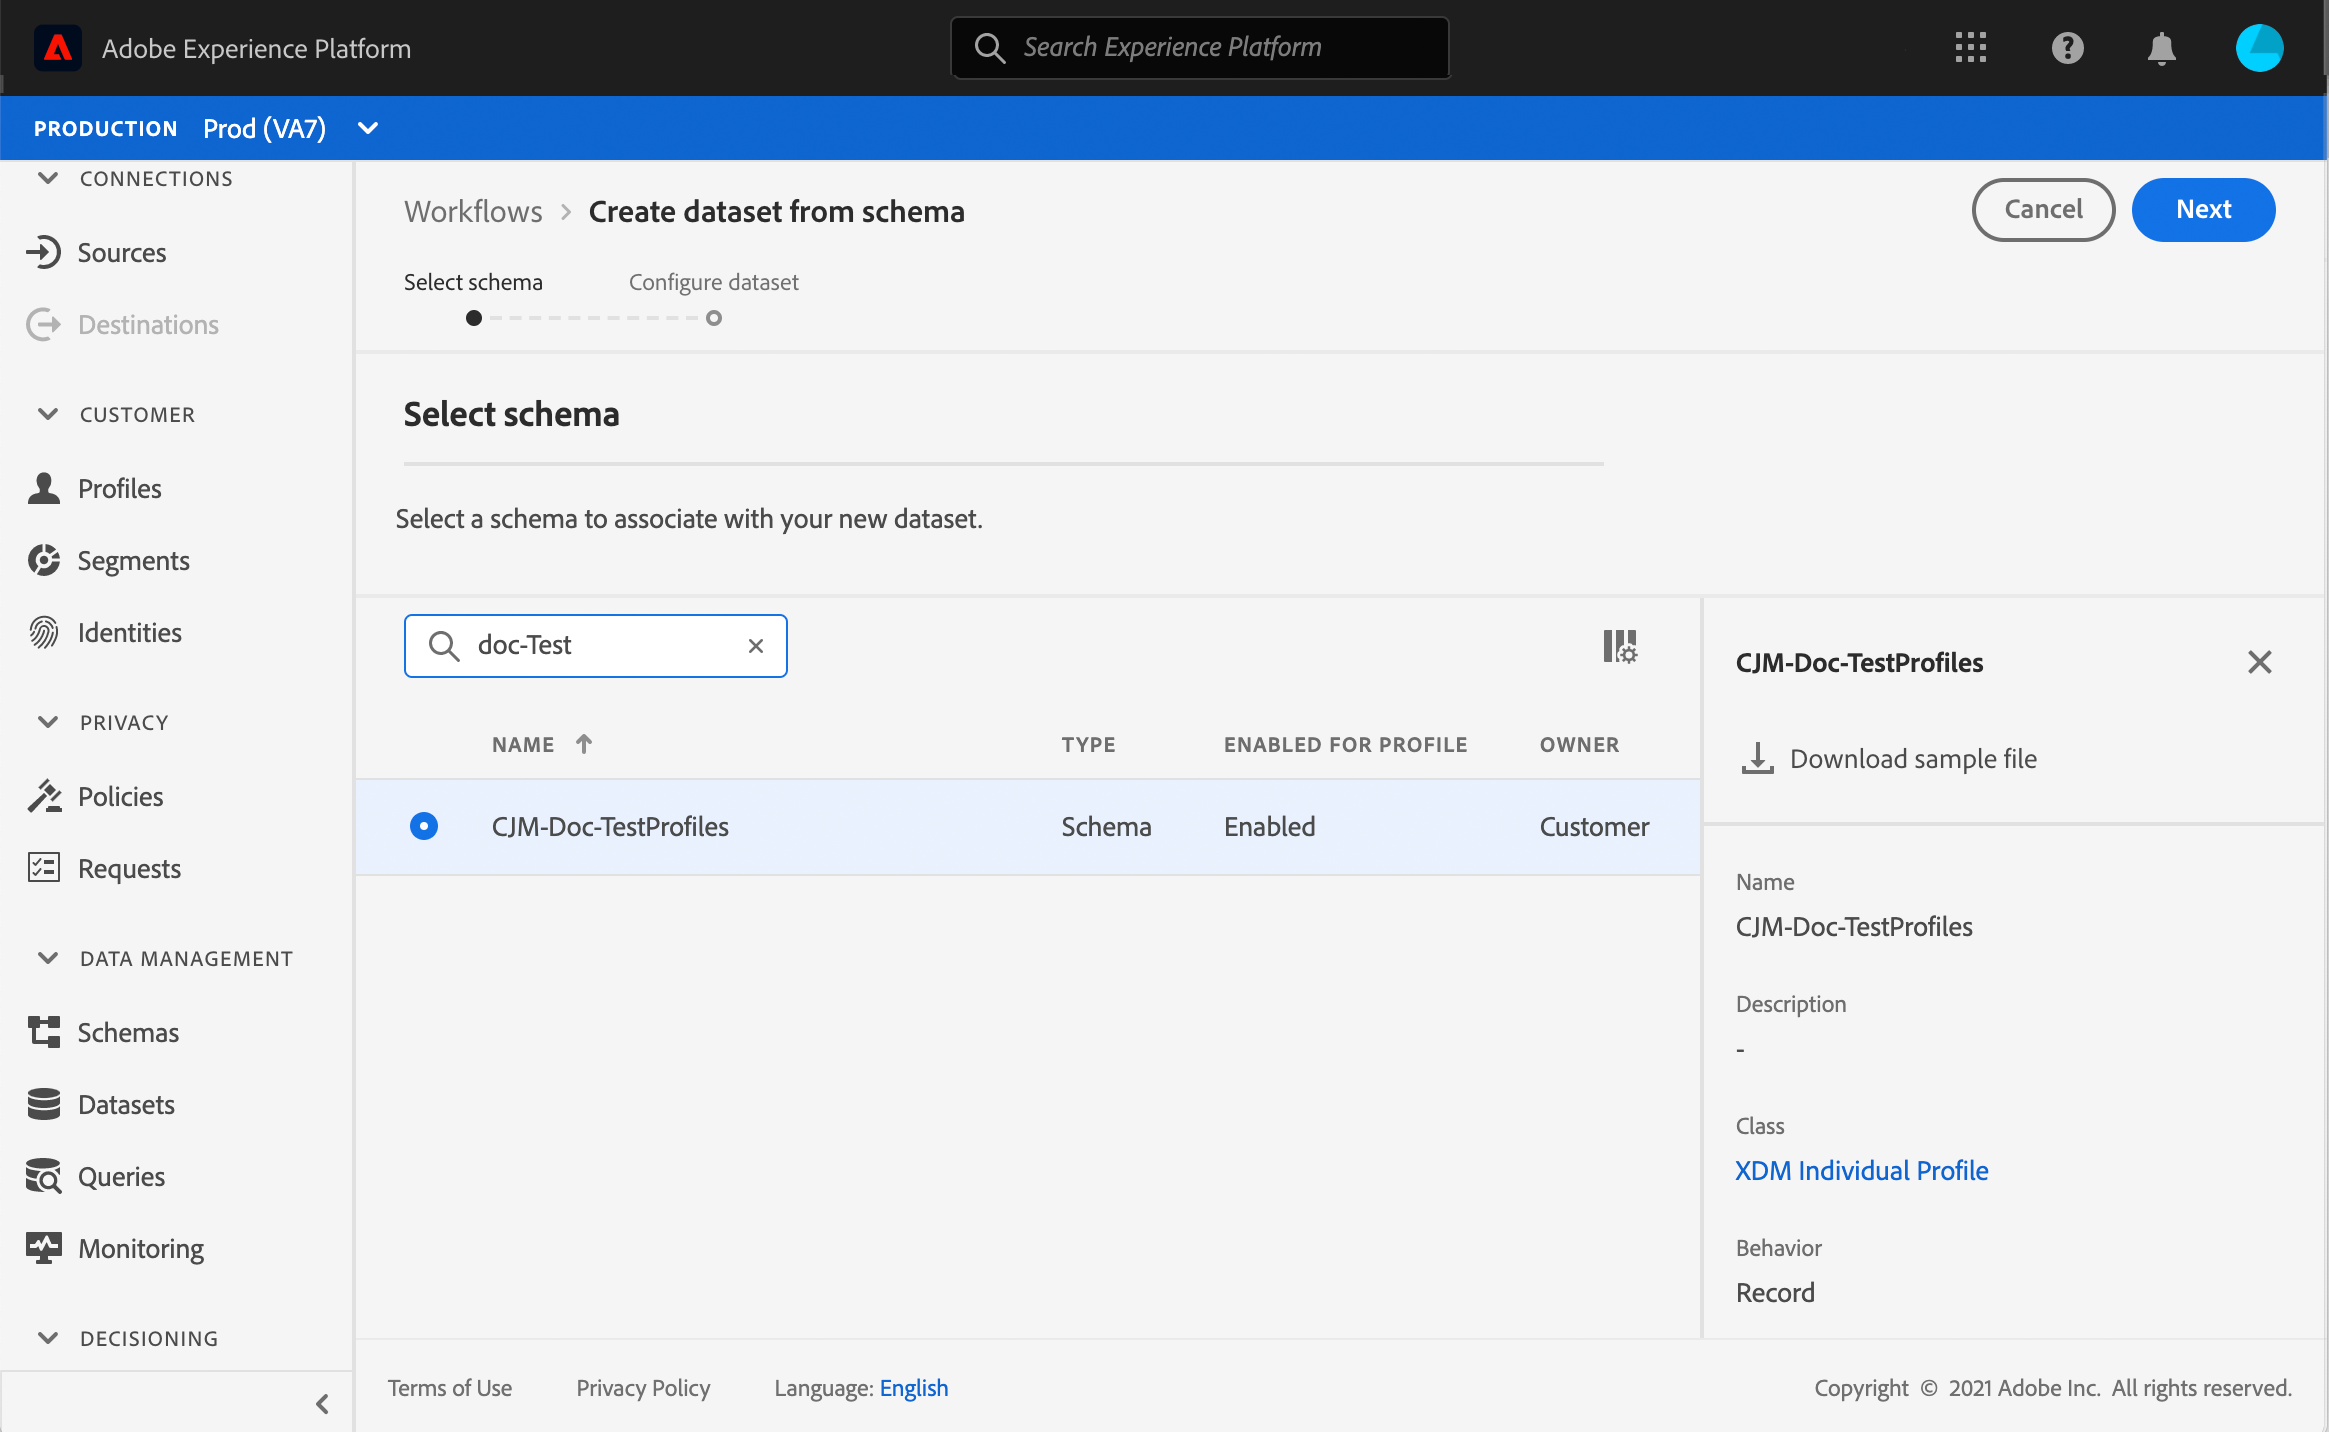 Adobe Experience Platform
Search Experience Platform
PRODUCTION Prod (VA7)
CONNECTIONS
Sources
Destinations
CUSTOMER
Profiles
Segments
Identities
PRIVACY
Policies
Requests
DATA MANAGEMENT
Schemas
Datasets
Queries
Monitoring
DECISIONING
Workflows > Create dataset from schema
Cancel
Next
Select schema
Configure dataset
Select schema
Select a schema to associate with your new dataset.
doc-Test
NAME TYPE ENABLED FOR PROFILE OWNER
CJM-Doc-TestProfiles Schema Enabled Customer
CJM-Doc-TestProfiles
Download sample file
Name
CJM-Doc-TestProfiles
Description
-
Class
XDM Individual Profile
Behavior
Record
Terms of Use Privacy Policy Language: English Copyright © 2021 Adobe Inc. All rights reserved.